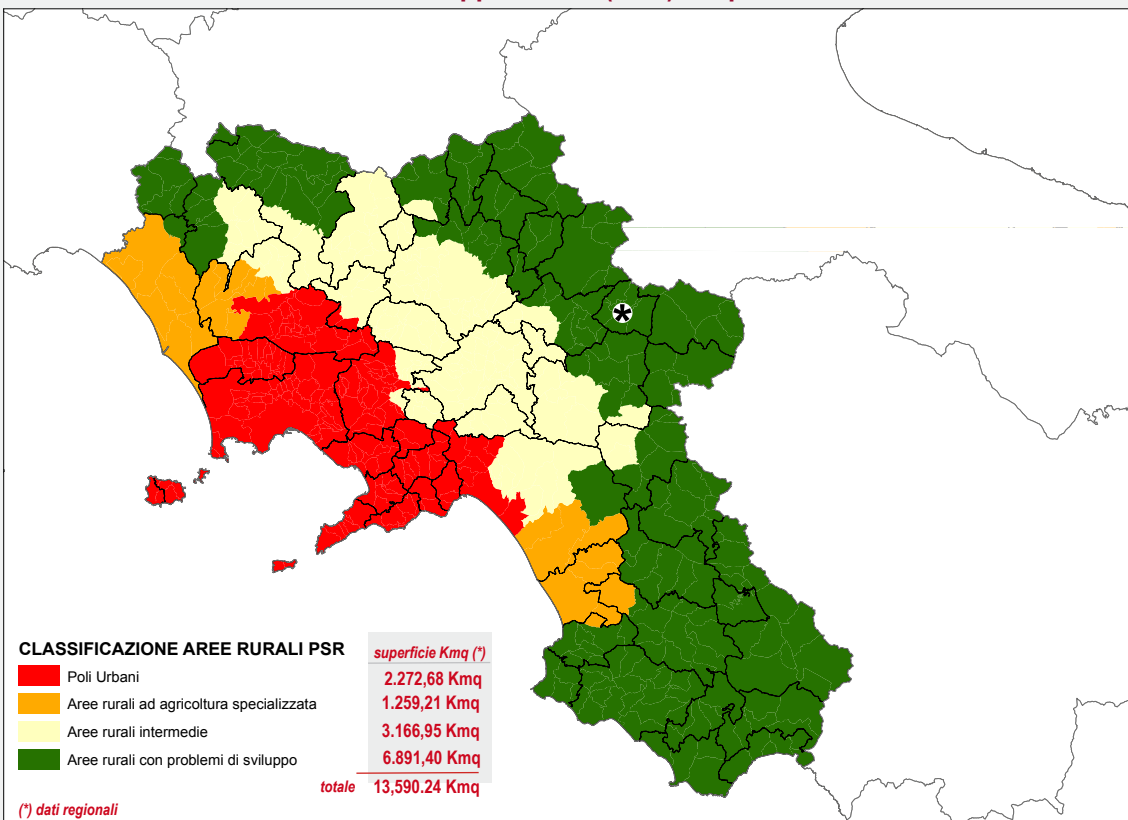 CLASSIFICAZIONE AREE RURALI PSR
superficie Kmq (*)
Poli Urbani
2.272,68 Kmq
Aree rurali ad agricoltura specializzata
1.259,21 Kmq
Aree rurali intermedie
3.166,95 Kmq
Aree rurali con problemi di sviluppo
6.891,40 Kmq
totale 13,590.24 Kmq
(*) dati regionali
*